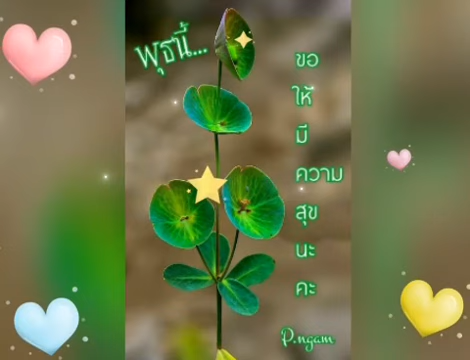 พุธนี้...
ขอ
ให้
มี
ความ
สุข
นะ
คะ
P.ngam